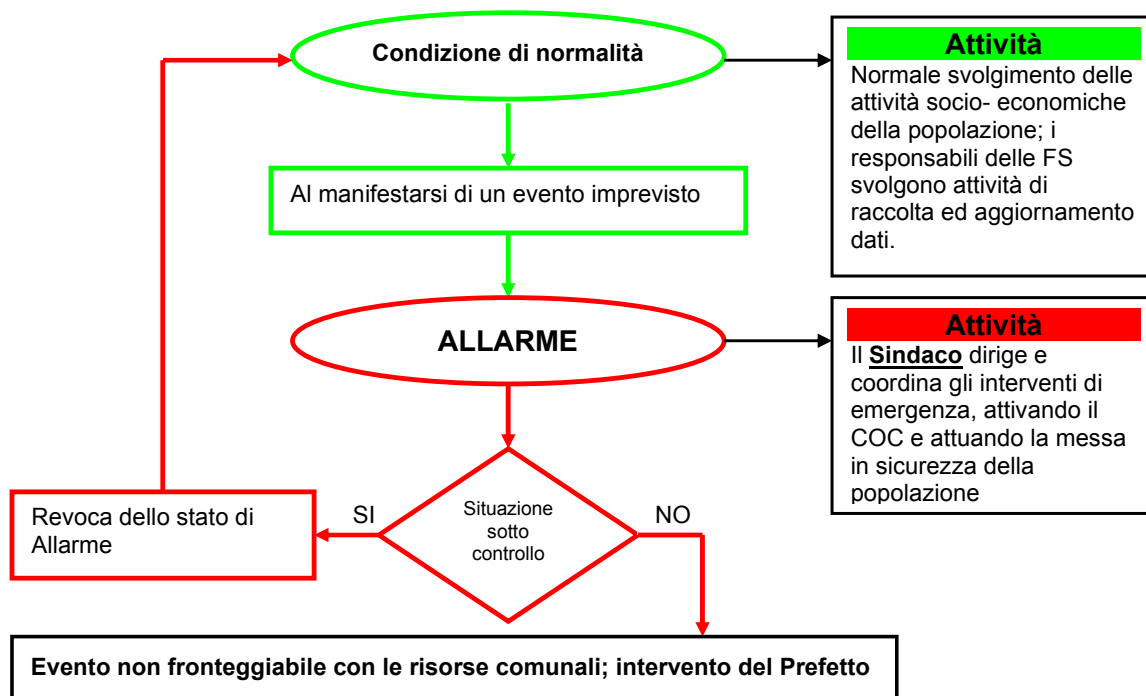 Condizione di normalità
Attività
Normale svolgimento delle
attività socio- economiche
della popolazione; i
responsabili delle FS
svolgono attività di
raccolta ed aggiornamento
dati.
Al manifestarsi di un evento imprevisto
ALLARME
Attività
Il Sindaco dirige e
coordina gli interventi di
emergenza, attivando il
COC e attuando la messa
in sicurezza della
popolazione
Situazione
sotto
controllo
SI
NO
Revoca dello stato di
Allarme
Evento non fronteggiabile con le risorse comunali; intervento del Prefetto